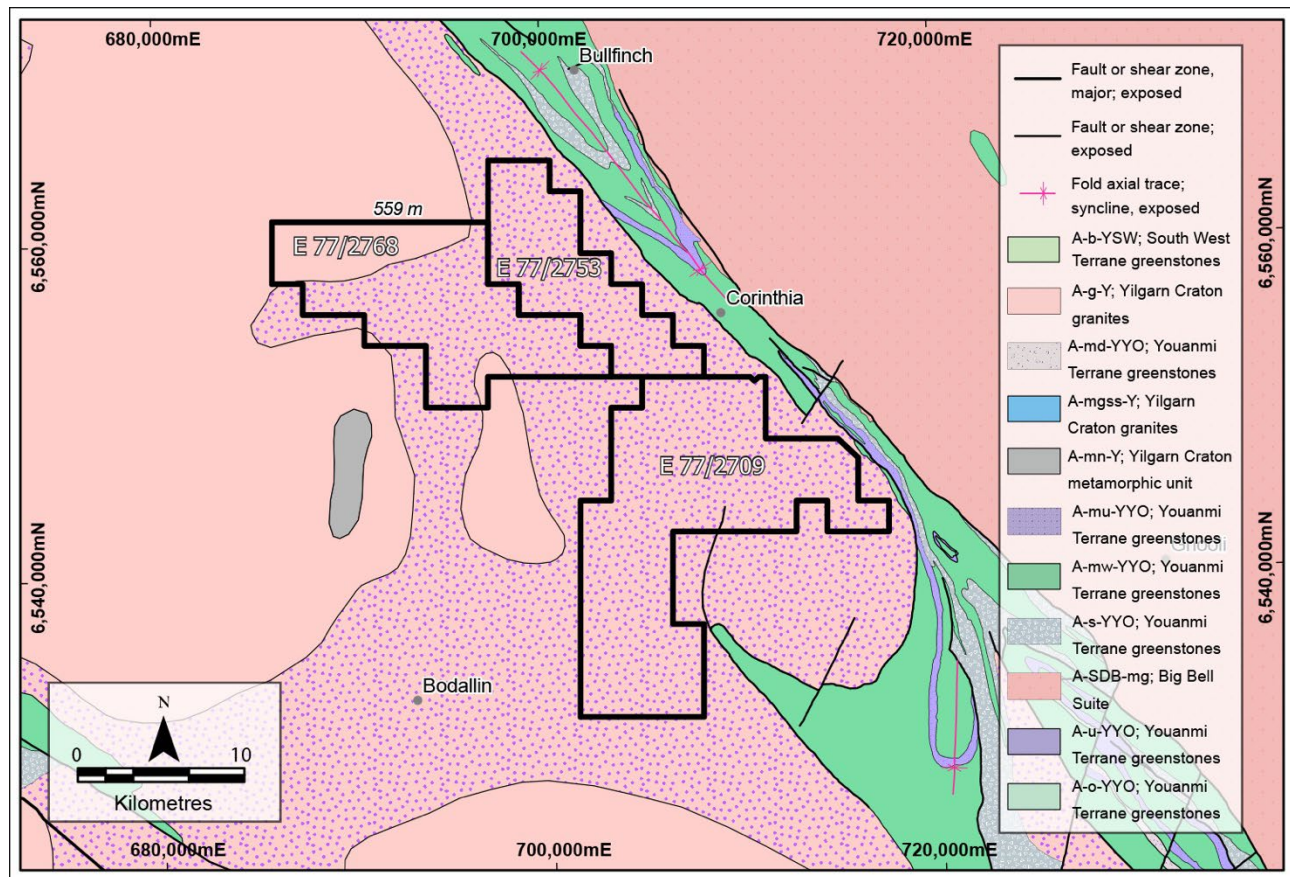 680,000mE
700,000mE
720,000mE
Bullfinch
6,560,000mN
559 m
E 77/2768
E 77/2753
Corinthia
6,560,000mN
E 77/2709
6,540,000mN
Ghooli
6,540,000mN
Bodallin
N
0 10
Kilometres
680,000mE
700,000mE
720,000mE
Fault or shear zone,
major; exposed
Fault or shear zone;
exposed
Fold axial trace;
syncline, exposed
A-b-YSW; South West
Terrane greenstones
A-g-Y; Yilgarn Craton
granites
A-md-YYO; Youanmi
Terrane greenstones
A-mgss-Y; Yilgarn
Craton granites
A-mn-Y; Yilgarn Craton
metamorphic unit
A-mu-YYO; Youanmi
Terrane greenstones
A-mw-YYO; Youanmi
Terrane greenstones
A-s-YYO; Youanmi
Terrane greenstones
A-SDB-mg; Big Bell
Suite
A-u-YYO; Youanmi
Terrane greenstones
A-o-YYO; Youanmi
Terrane greenstones